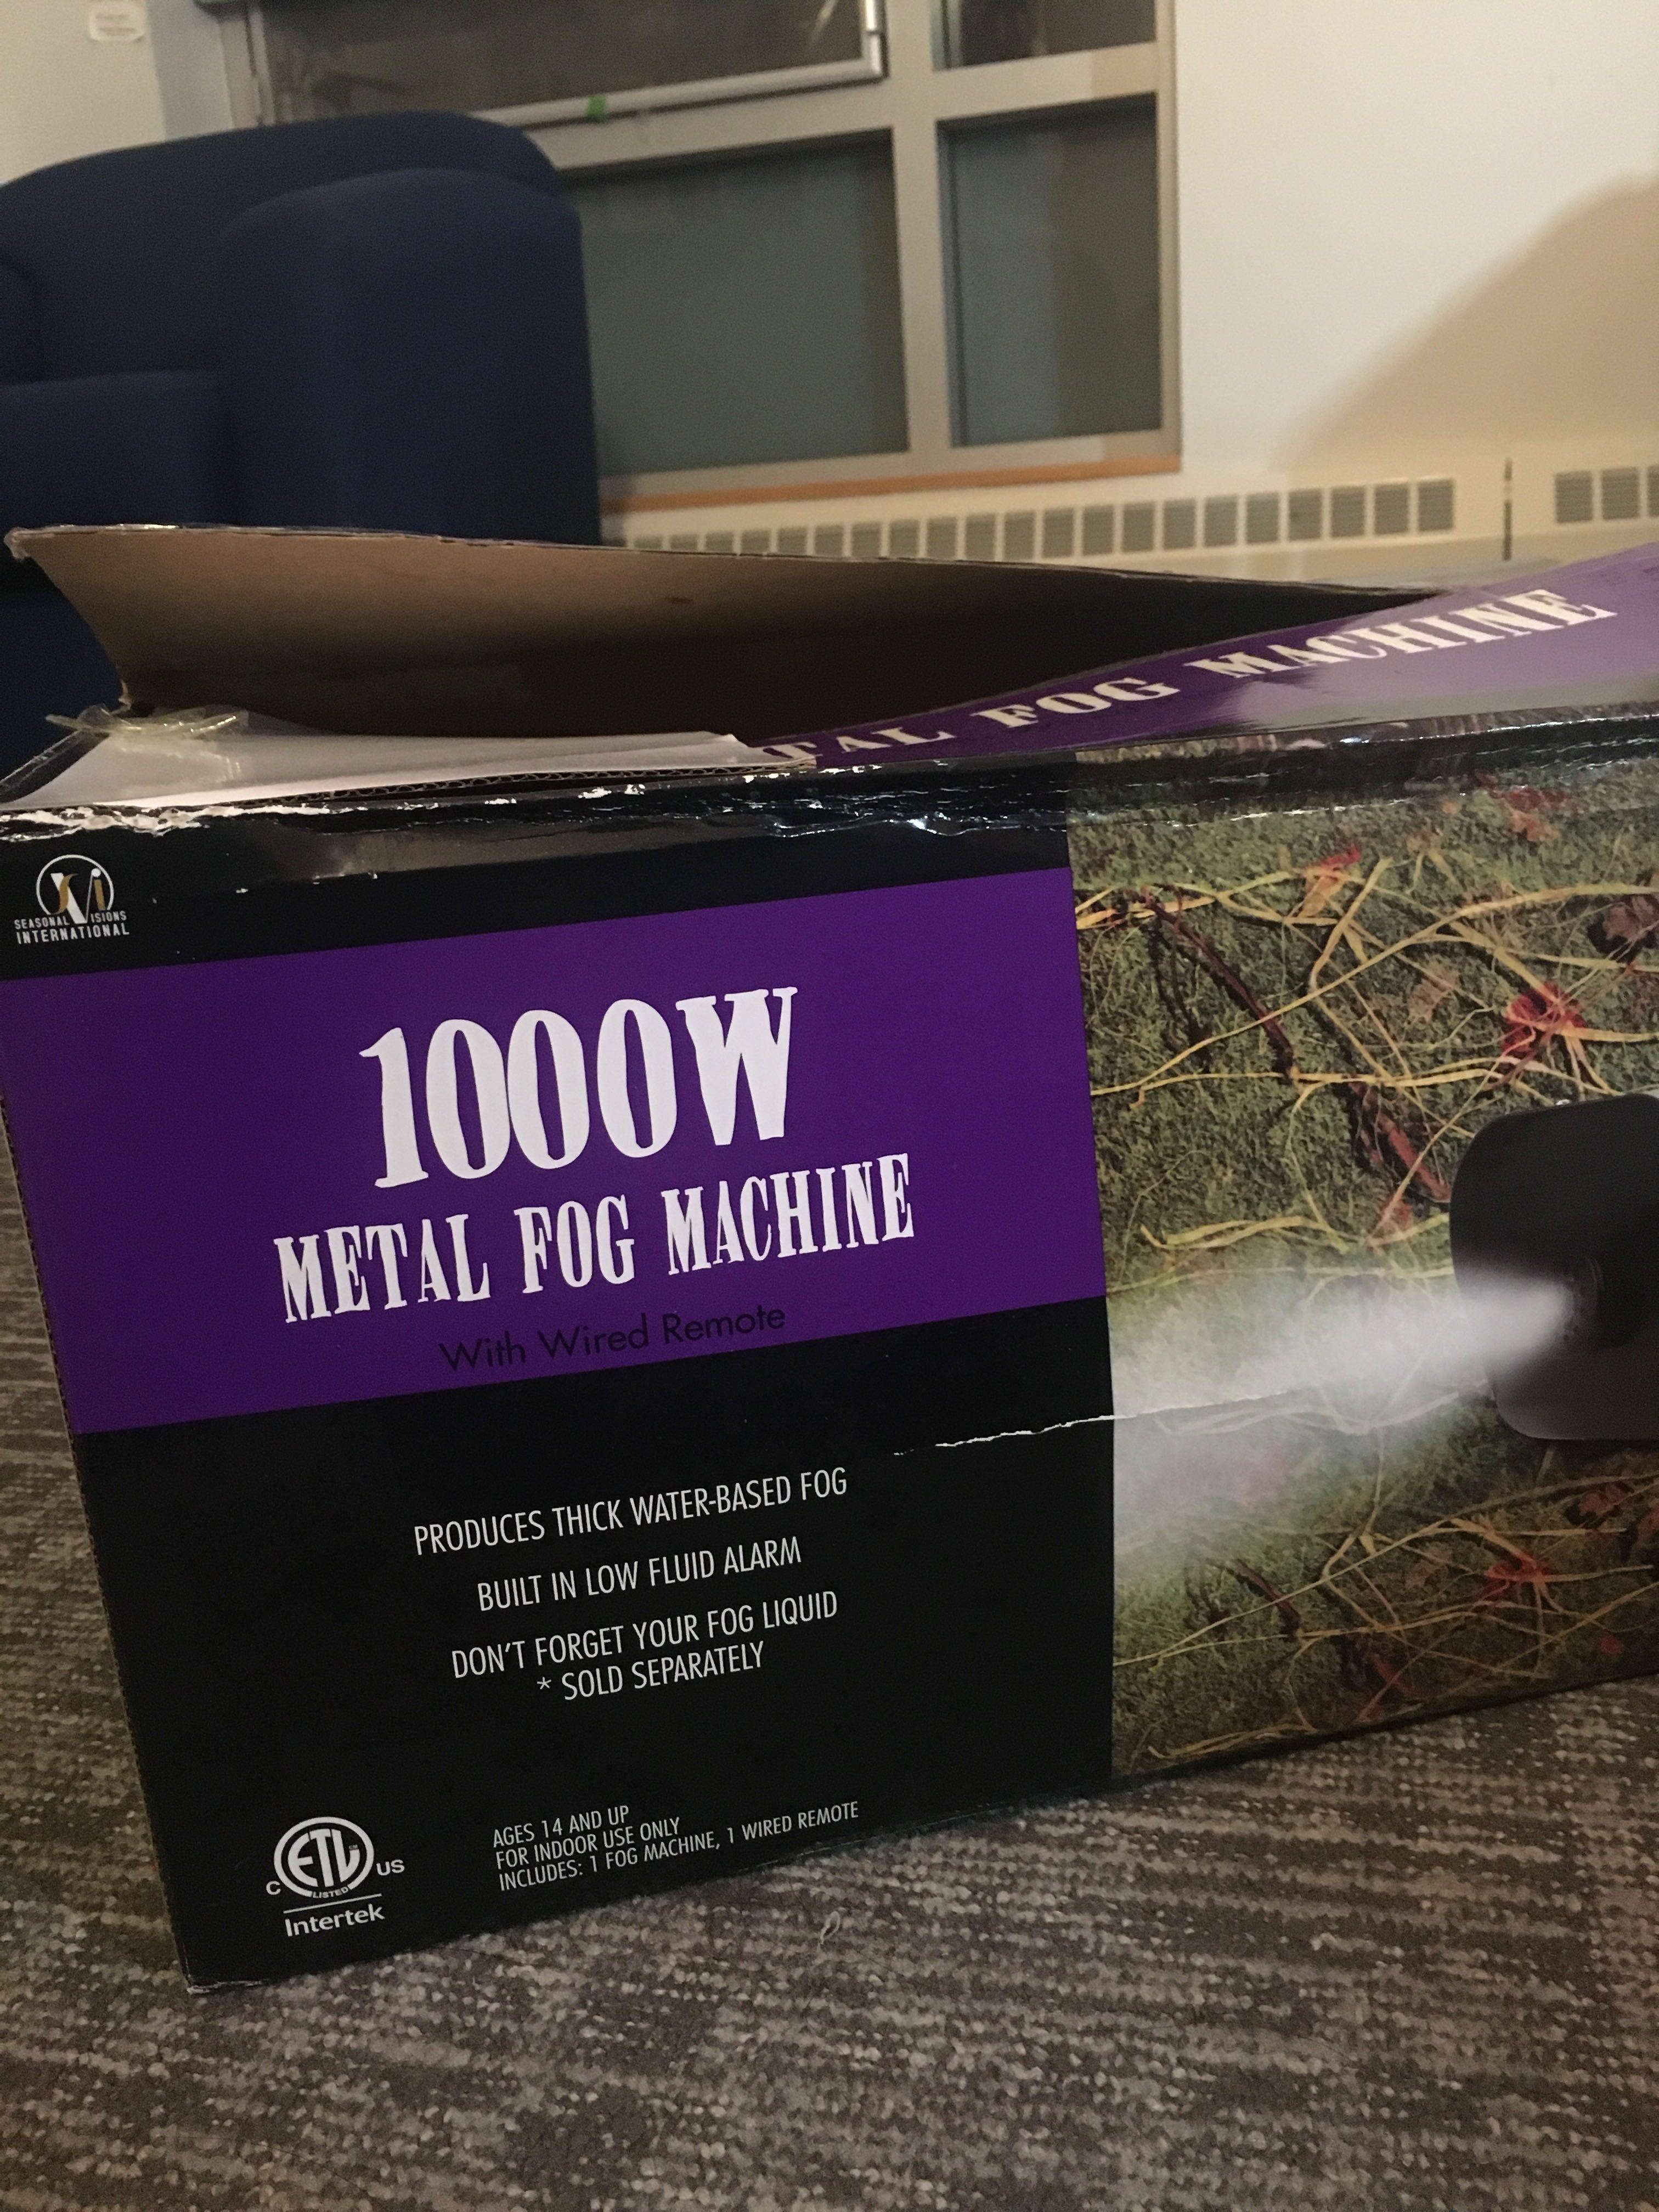 TAL FOG MACHINE
SVi
SEASONAL VISIONS
INTERNATIONAL
1000W
METAL FOG MACHINE
With Wired Remote
PRODUCES THICK WATER-BASED FOG
BUILT IN LOW FLUID ALARM
DON'T FORGET YOUR FOG LIQUID
* SOLD SEPARATELY
C ETL US
LISTED
Intertek
AGES 14 AND UP
FOR INDOOR USE ONLY
INCLUDES: 1 FOG MACHINE, 1 WIRED REMOTE